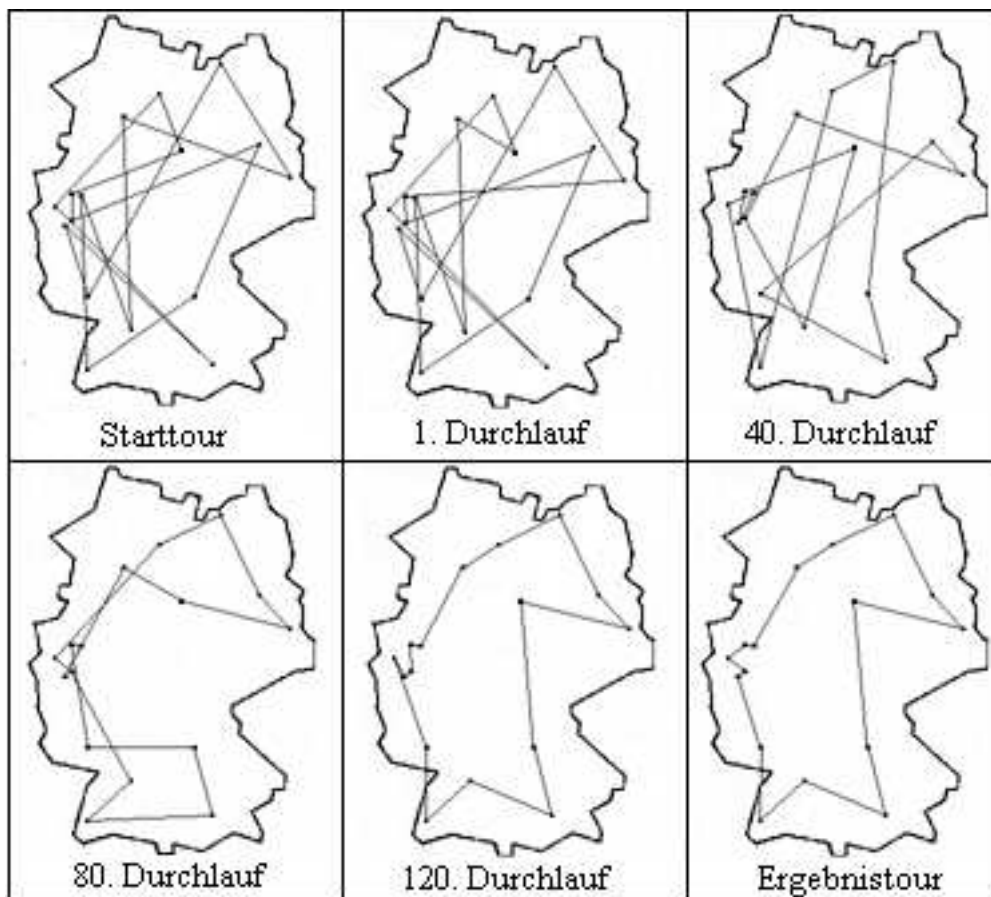 Starttour
1. Durchlauf
40. Durchlauf
80. Durchlauf
120. Durchlauf
Ergebnistour